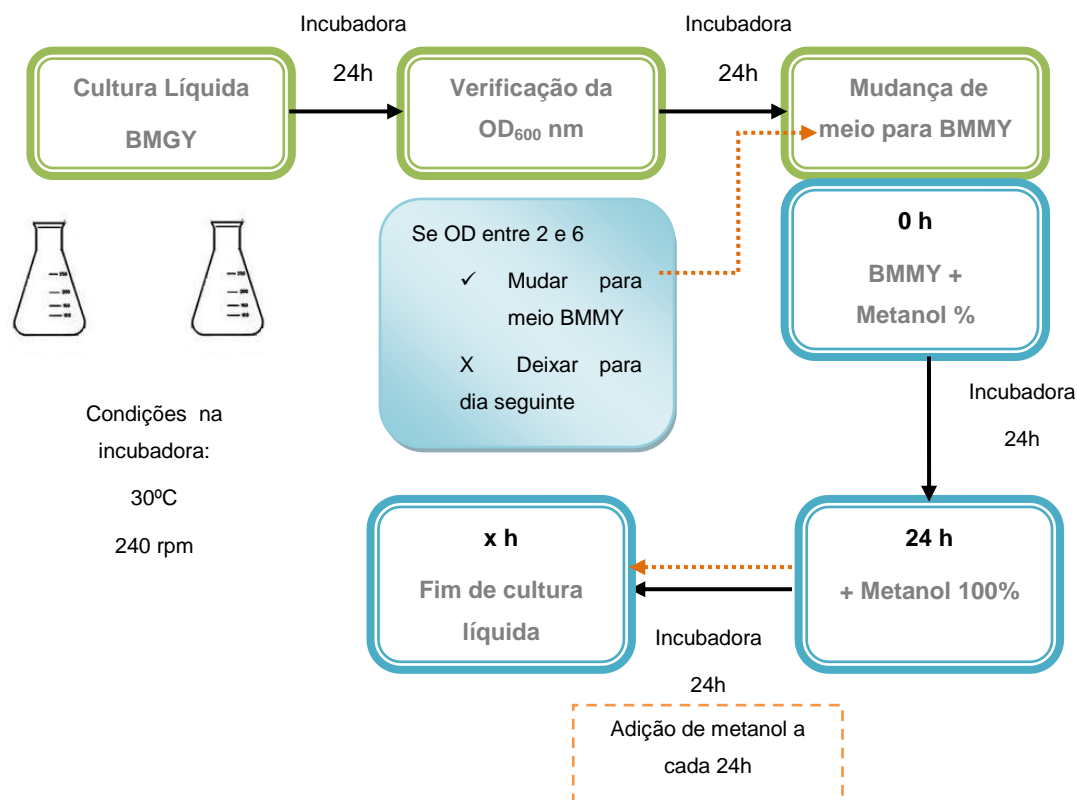 Incubadora
24h
Incubadora
24h
Cultura Líquida
BMGY
Verificação da
OD₆₀₀ nm
Mudança de
meio para BMMY
Se OD entre 2 e 6
✓ Mudar para
meio BMMY
X Deixar para
dia seguinte
0 h
BMMY +
Metanol %
Condições na
incubadora:
30ºC
240 rpm
Incubadora
24h
24 h
+ Metanol 100%
x h
Fim de cultura
líquida
Incubadora
24h
Adição de metanol a
cada 24h